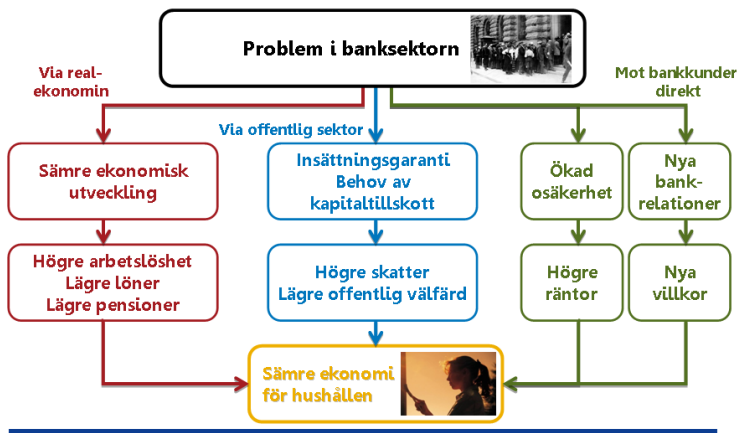 Problem i banksektorn
Via real-
ekonomin
Mot bankkunder
direkt
Via offentlig sektor
Sämre ekonomisk
utveckling
Insättningsgaranti
Behov av
kapitaltillskott
Ökad
osäkerhet
Nya
bank-
relationer
Högre arbetslöshet
Lägre löner
Lägre pensioner
Högre skatter
Lägre offentlig välfärd
Högre
räntor
Nya
villkor
Sämre ekonomi
för hushållen